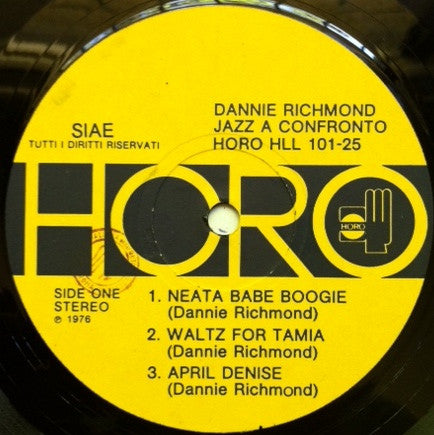 SIAE
TUTTI I DIRITTI RISERVATI
DANNIE RICHMOND
JAZZ A CONFRONTO
HORO HLL 101-25
HORO
HORO
SIDE ONE
STEREO
℗ 1976
1. NEATA BABE BOOGIE
(Dannie Richmond)
2. WALTZ FOR TAMIA
(Dannie Richmond)
3. APRIL DENISE
(Dannie Richmond)